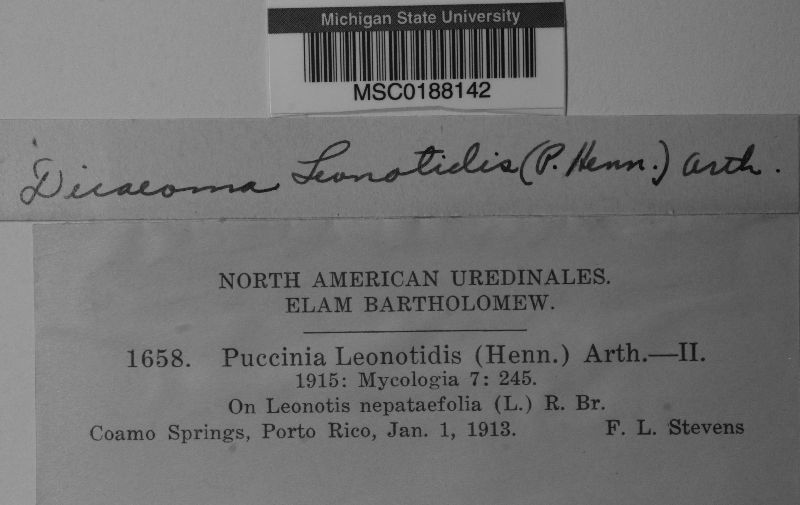 Michigan State University
MSC0188142
Dicaeoma Leonotidis (P. Henn.) Arth.
NORTH AMERICAN UREDINALES.
ELAM BARTHOLOMEW.
1658. Puccinia Leonotidis (Henn.) Arth.—II.
1915: Mycologia 7: 245.
On Leonotis nepataefolia (L.) R. Br.
Coamo Springs, Porto Rico, Jan. 1, 1913. F. L. Stevens